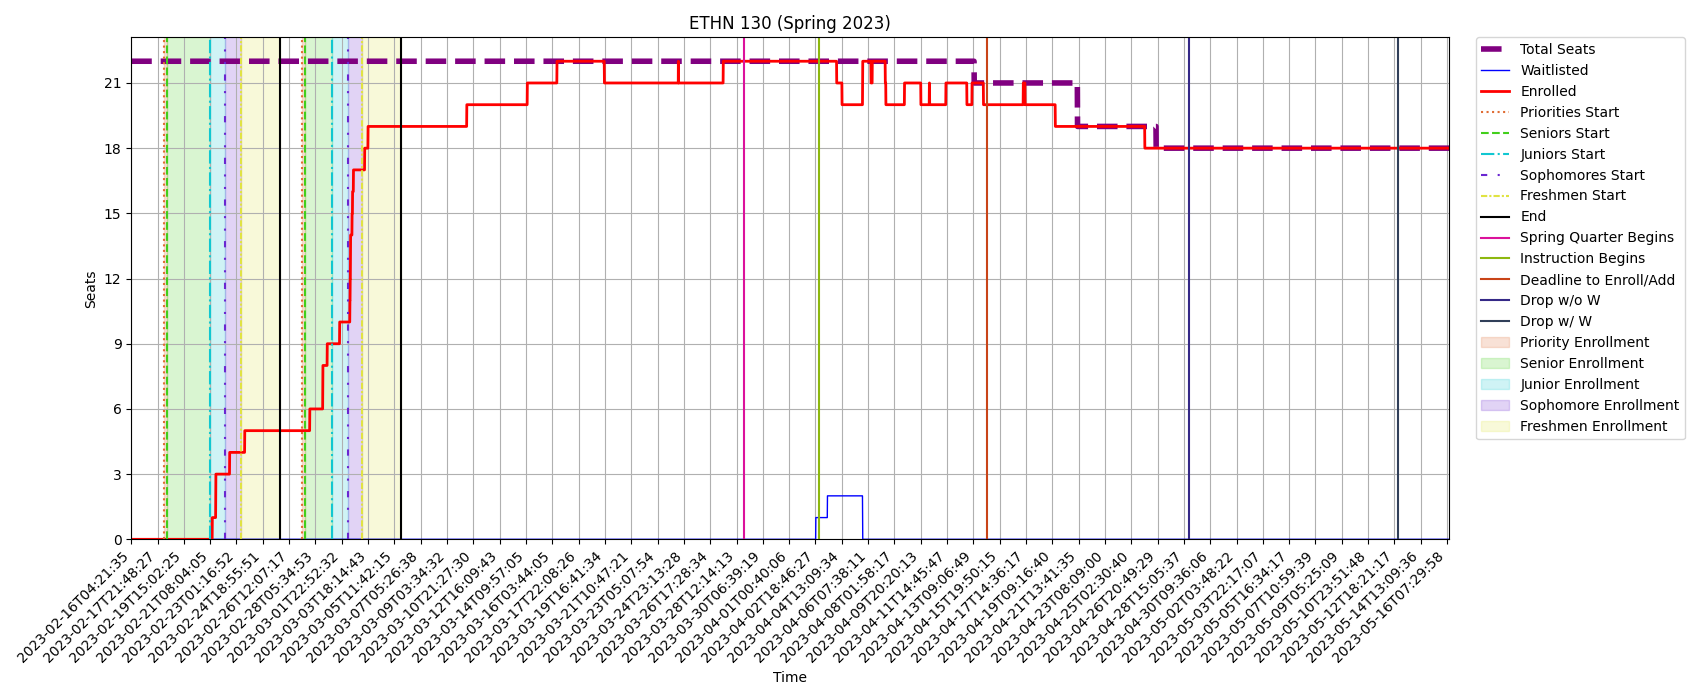 ETHN 130 (Spring 2023)
Seats
21
18
15
12
9
6
3
0
2023-02-16T04:21:35
2023-02-17T21:48:27
2023-02-19T15:02:25
2023-02-21T08:04:05
2023-02-23T01:16:52
2023-02-24T18:55:51
2023-02-26T12:07:17
2023-02-28T05:34:53
2023-03-01T22:52:32
2023-03-03T18:14:43
2023-03-05T11:42:15
2023-03-07T05:26:38
2023-03-09T03:34:32
2023-03-10T21:27:30
2023-03-12T16:09:43
2023-03-14T09:57:05
2023-03-16T03:44:05
2023-03-17T22:08:26
2023-03-19T16:41:34
2023-03-21T10:47:21
2023-03-23T05:07:54
2023-03-24T23:13:28
2023-03-26T17:28:34
2023-03-28T12:14:13
2023-03-30T06:39:19
2023-04-01T00:40:06
2023-04-02T18:46:27
2023-04-04T13:09:34
2023-04-06T07:38:11
2023-04-08T01:58:17
2023-04-09T20:20:13
2023-04-11T14:45:47
2023-04-13T09:06:49
2023-04-15T19:50:15
2023-04-17T14:36:17
2023-04-19T09:16:40
2023-04-21T13:41:35
2023-04-23T08:09:00
2023-04-25T02:30:40
2023-04-26T20:49:29
2023-04-28T15:05:37
2023-04-30T09:36:06
2023-05-02T03:48:22
2023-05-03T22:17:07
2023-05-05T16:34:17
2023-05-07T10:59:39
2023-05-09T05:25:09
2023-05-10T23:51:48
2023-05-12T18:21:17
2023-05-14T13:09:36
2023-05-16T07:29:58
Time
Total Seats
Waitlisted
Enrolled
Priorities Start
Seniors Start
Juniors Start
Sophomores Start
Freshmen Start
End
Spring Quarter Begins
Instruction Begins
Deadline to Enroll/Add
Drop w/o W
Drop w/ W
Priority Enrollment
Senior Enrollment
Junior Enrollment
Sophomore Enrollment
Freshmen Enrollment